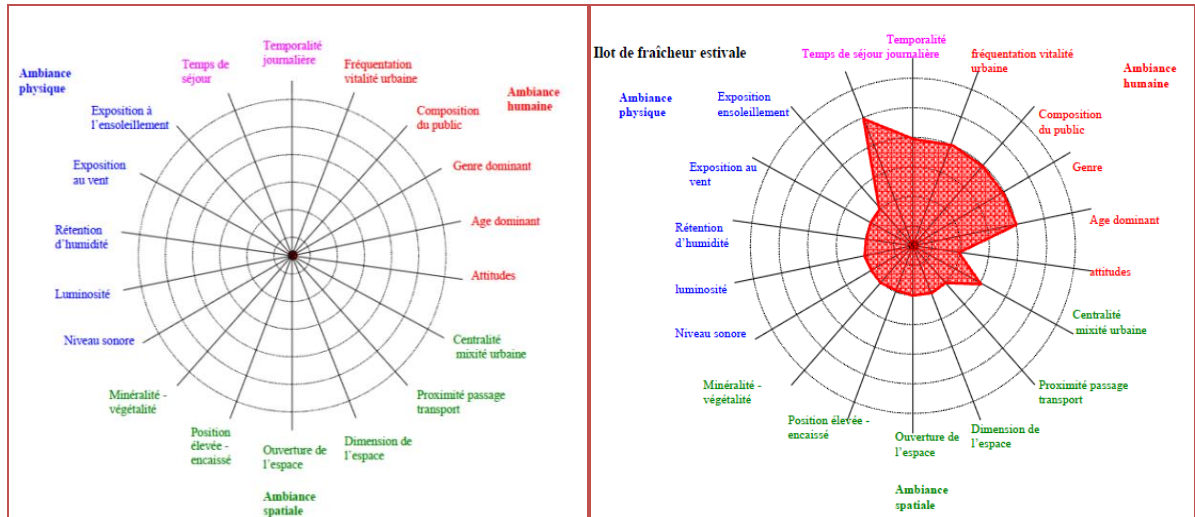 Temporalité
journalière
Temps de
séjour
Fréquentation
vitalité urbaine
Ambiance
physique
Ambiance
humaine
Exposition à
l'ensoleillement
Composition
du public
Exposition
au vent
Genre dominant
Rétention
d'humidité
Age dominant
Luminosité
Attitudes
Niveau sonore
Centralité
mixité urbaine
Minéralité -
végétalité
Proximité passage
transport
Position
élevée -
encaissé
Ouverture de
l'espace
Dimension de
l'espace
Ambiance
spatiale
Ilot de fraîcheur estivale
Temporalité
Temps de séjour journalière
fréquentation vitalité
urbaine
Ambiance
humaine
Ambiance
physique
Exposition
ensoleillement
Composition
du public
Exposition au
vent
Genre
Rétention
d'humidité
Age dominant
luminosité
attitudes
Niveau sonore
Centralité
mixité urbaine
Minéralité -
végétalité
Proximité passage
transport
Position élevée -
encaissé
Ouverture de
l'espace
Dimension de
l'espace
Ambiance
spatiale